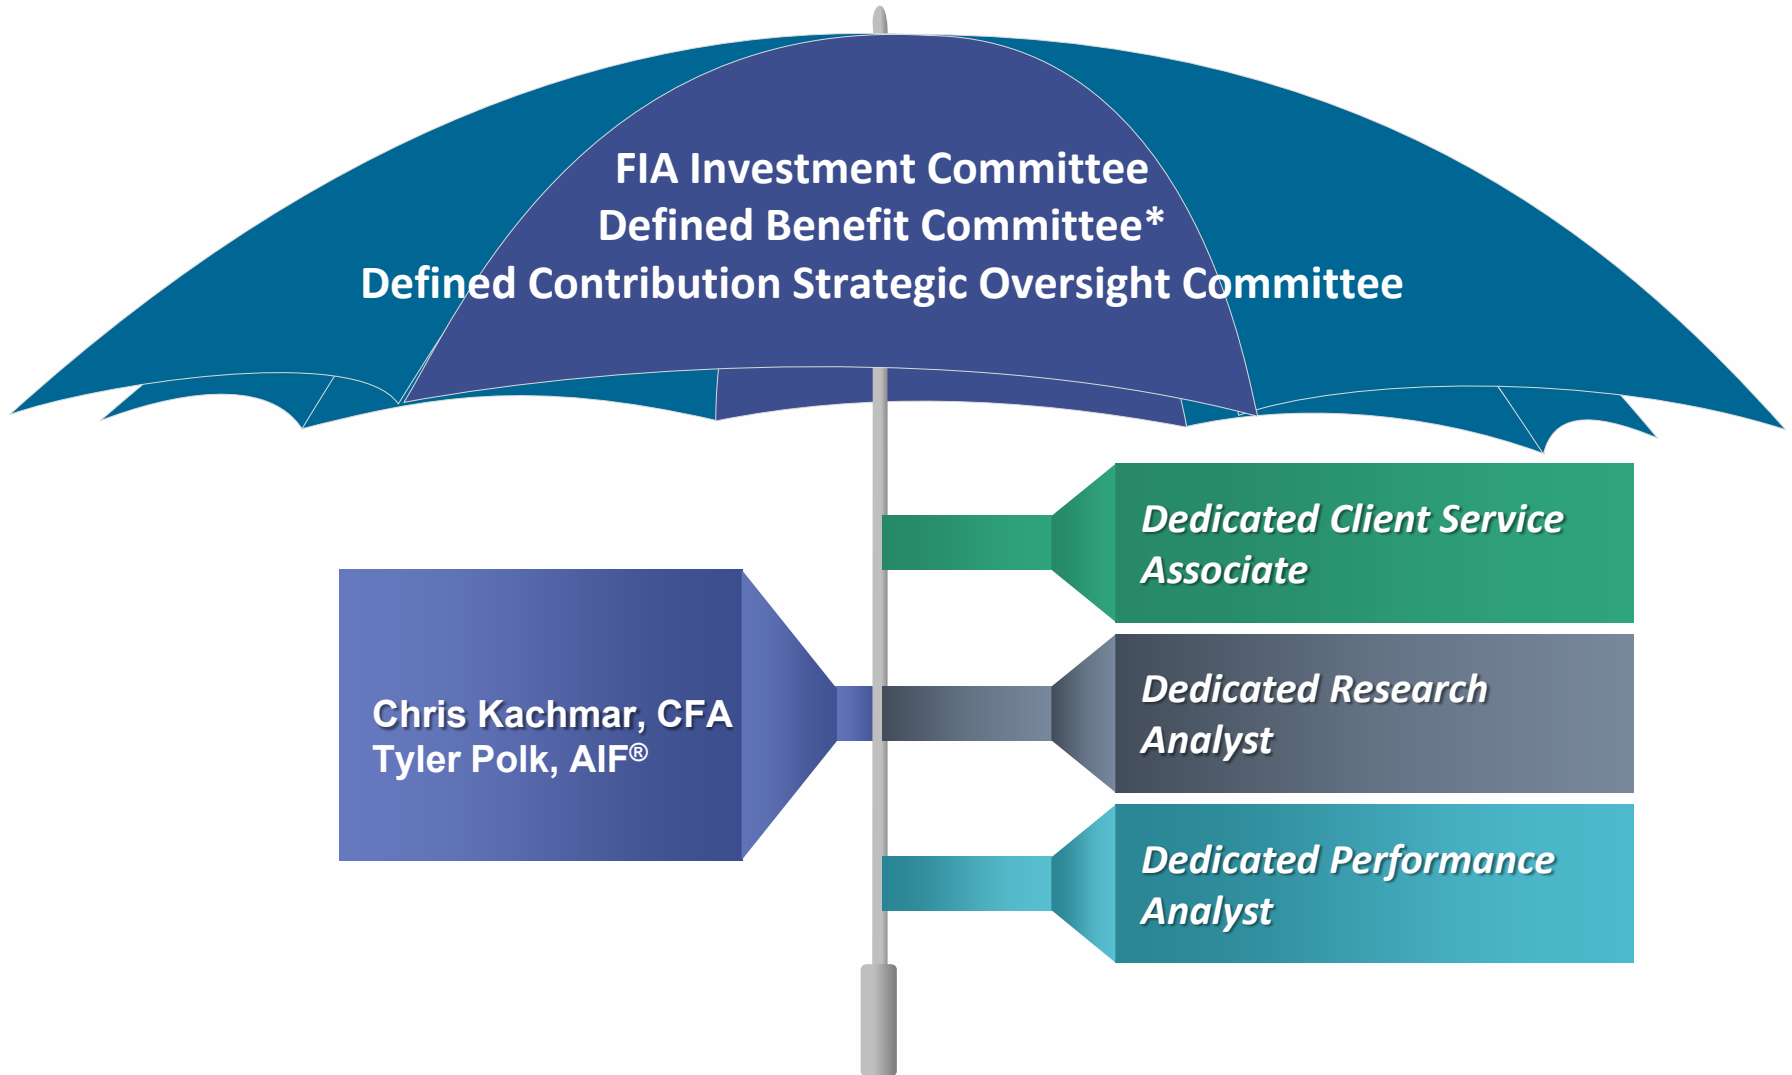 FIA Investment Committee
Defined Benefit Committee*
Defined Contribution Strategic Oversight Committee
Dedicated Client Service
Associate
Chris Kachmar, CFA
Tyler Polk, AIF®
Dedicated Research
Analyst
Dedicated Performance
Analyst